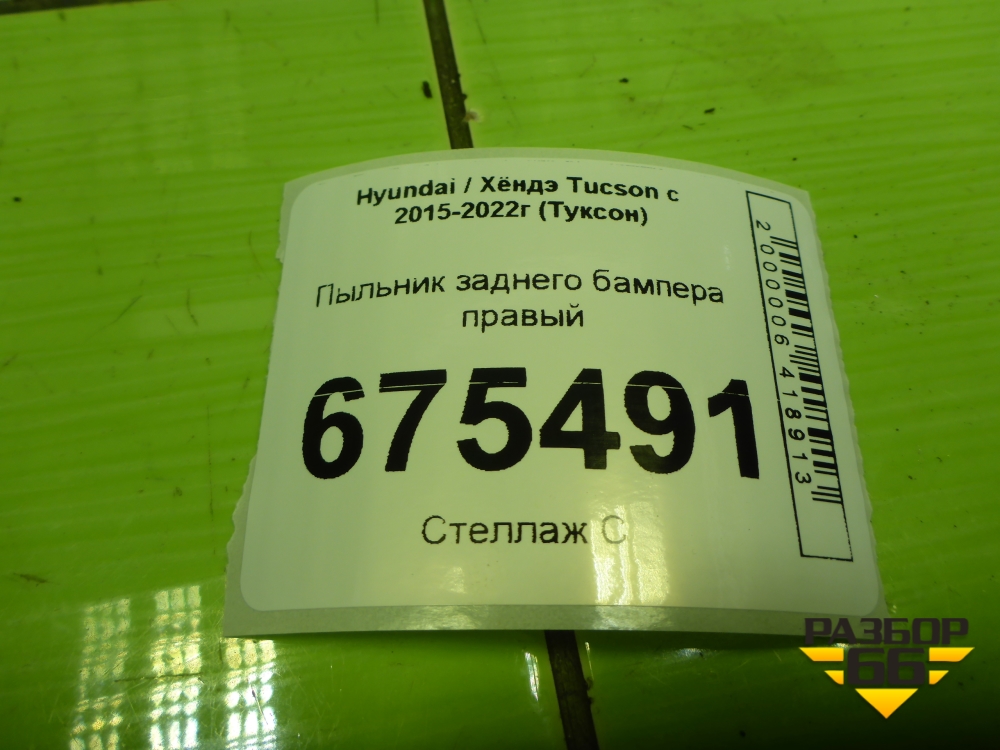 Hyundai / Хёндэ Tucson с
2015-2022г (Туксон)
Пыльник заднего бампера
правый
675491
Стеллаж С
2000006418913
РАЗБОР
66